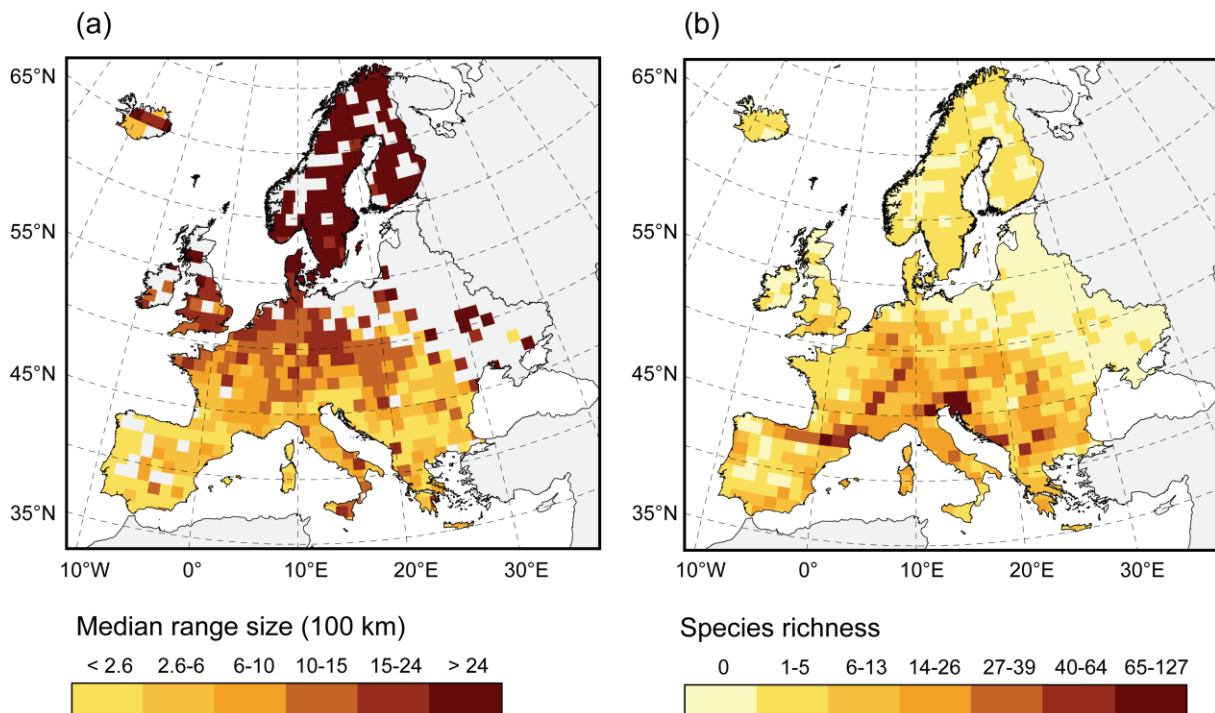 (a) (b)
65°N 65°N
55°N 55°N
45°N 45°N
35°N 35°N
10°W 0° 10°E 20°E 30°E 10°W 0° 10°E 20°E 30°E
Median range size (100 km)
< 2.6 2.6-6 6-10 10-15 15-24 > 24
Species richness
0 1-5 6-13 14-26 27-39 40-64 65-127